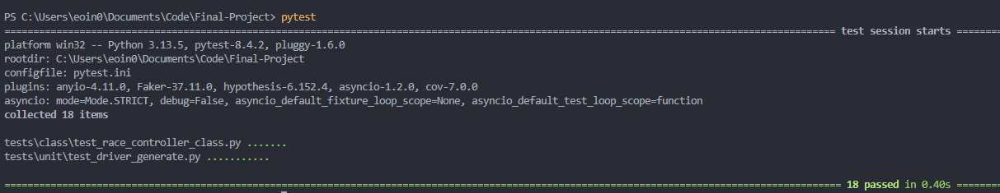 PS C:\Users\eoin0\Documents\Code\Final-Project> pytest
============================================================================================================================================== test session starts ========
platform win32 -- Python 3.13.5, pytest-8.4.2, pluggy-1.6.0
rootdir: C:\Users\eoin0\Documents\Code\Final-Project
configfile: pytest.ini
plugins: anyio-4.11.0, Faker-37.11.0, hypothesis-6.152.4, asyncio-1.2.0, cov-7.0.0
asyncio: mode=Mode.STRICT, debug=False, asyncio_default_fixture_loop_scope=None, asyncio_default_test_loop_scope=function
collected 18 items
tests\class\test_race_controller_class.py .......
tests\unit\test_driver_generate.py ...........
=============================================================================================================================================== 18 passed in 0.40s ========